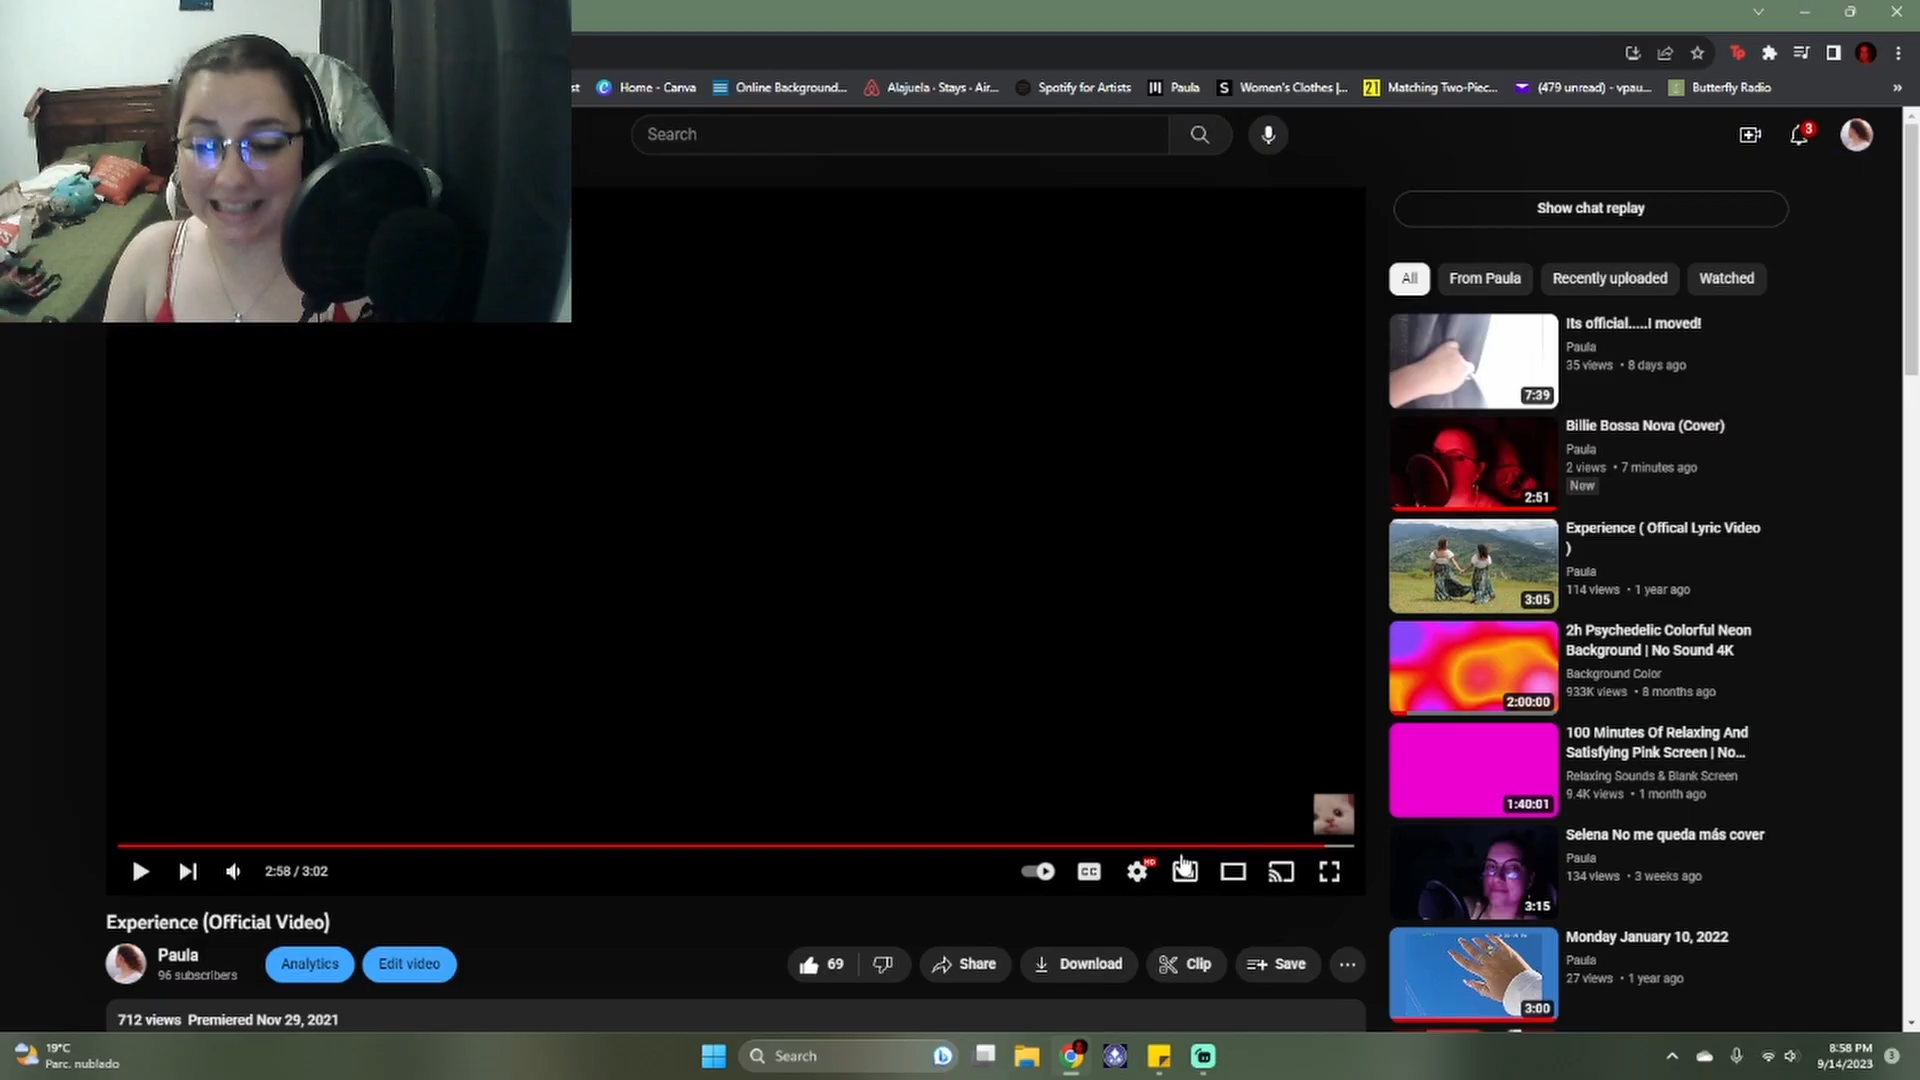 st
Home - Canva
Online Background...
Alajuela - Stays - Air...
Spotify for Artists
Paula
Women's Clothes |...
21
Matching Two-Piec...
(479 unread) - vpau...
Butterfly Radio
»
Search
3
Show chat replay
All
From Paula
Recently uploaded
Watched
Its official.....I moved!
Paula
35 views • 8 days ago
7:39
Billie Bossa Nova (Cover)
Paula
2 views • 7 minutes ago
New
2:51
Experience ( Offical Lyric Video
)
Paula
114 views • 1 year ago
3:05
2h Psychedelic Colorful Neon
Background | No Sound 4K
Background Color
933K views • 8 months ago
2:00:00
100 Minutes Of Relaxing And
Satisfying Pink Screen | No...
Relaxing Sounds & Blank Screen
9.4K views • 1 month ago
1:40:01
Selena No me queda más cover
Paula
134 views • 3 weeks ago
3:15
Monday January 10, 2022
Paula
27 views • 1 year ago
3:00
2:58 / 3:02
CC
HD
Experience (Official Video)
Paula
96 subscribers
Analytics
Edit video
69
Share
Download
Clip
Save
712 views Premiered Nov 29, 2021
19°C
Parc. nublado
Search
8:58 PM
9/14/2023
3